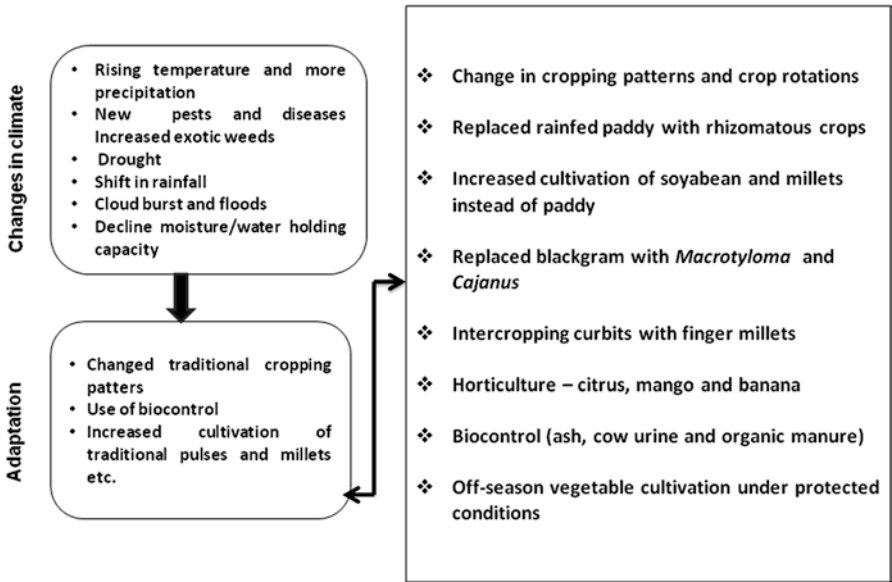 Changes in climate
• Rising temperature and more
precipitation
• New pests and diseases
Increased exotic weeds
• Drought
• Shift in rainfall
• Cloud burst and floods
• Decline moisture/water holding
capacity
Adaptation
• Changed traditional cropping
patters
• Use of biocontrol
• Increased cultivation of
traditional pulses and millets
etc.
❖ Change in cropping patterns and crop rotations
❖ Replaced rainfed paddy with rhizomatous crops
❖ Increased cultivation of soyabean and millets
instead of paddy
❖ Replaced blackgram with Macrotyloma and
Cajanus
❖ Intercropping curbits with finger millets
❖ Horticulture – citrus, mango and banana
❖ Biocontrol (ash, cow urine and organic manure)
❖ Off-season vegetable cultivation under protected
conditions